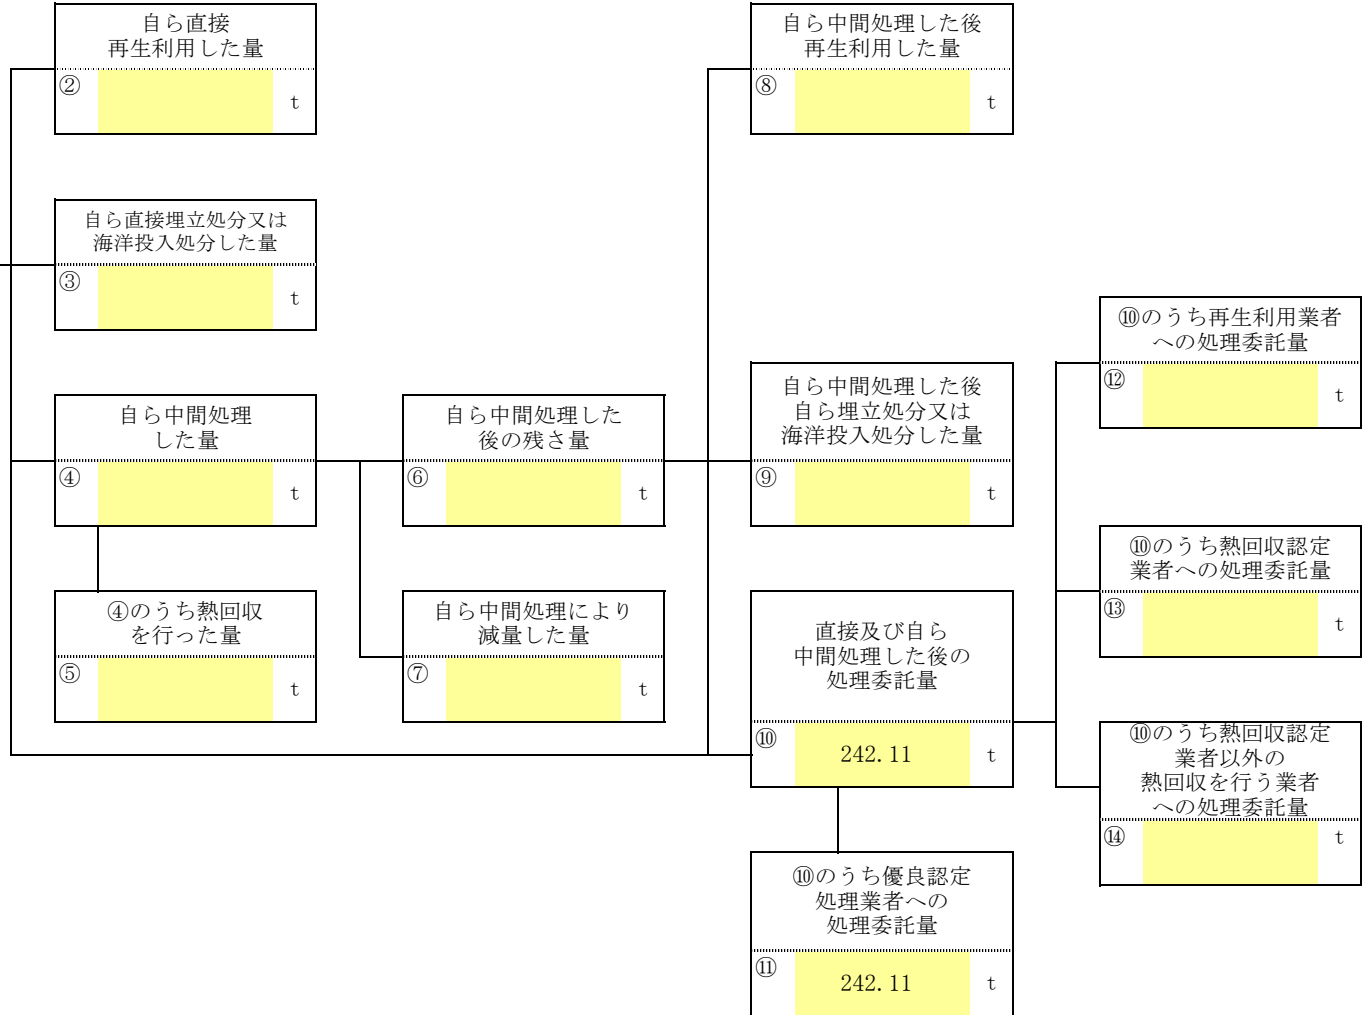 自ら直接
再生利用した量
②
t
自ら直接埋立処分又は
海洋投入処分した量
③
t
自ら中間処理
した量
④
t
④のうち熱回収
を行った量
⑤
t
自ら中間処理した
後の残さ量
⑥
t
自ら中間処理により
減量した量
⑦
t
自ら中間処理した後
再生利用した量
⑧
t
自ら中間処理した後
自ら埋立処分又は
海洋投入処分した量
⑨
t
直接及び自ら
中間処理した後の
処理委託量
⑩ 242.11 t
⑩のうち優良認定
処理業者への
処理委託量
⑪ 242.11 t
⑩のうち再生利用業者
への処理委託量
⑫
t
⑩のうち熱回収認定
業者への処理委託量
⑬
t
⑩のうち熱回収認定
業者以外の
熱回収を行う業者
への処理委託量
⑭
t